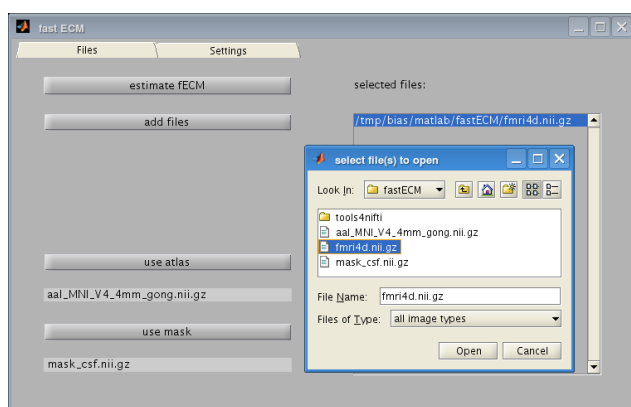 fast ECM
Files
Settings
estimate fECM
selected files:
add files
/tmp/bias/matlab/fastECM/fmri4d.nii.gz
select file(s) to open
Look In: fastECM
tools4nifti
aal_MNI_V4_4mm_gong.nii.gz
fmri4d.nii.gz
mask_csf.nii.gz
use atlas
aal_MNI_V4_4mm_gong.nii.gz
File Name: fmri4d.nii.gz
Files of Type: all image types
use mask
Open
Cancel
mask_csf.nii.gz